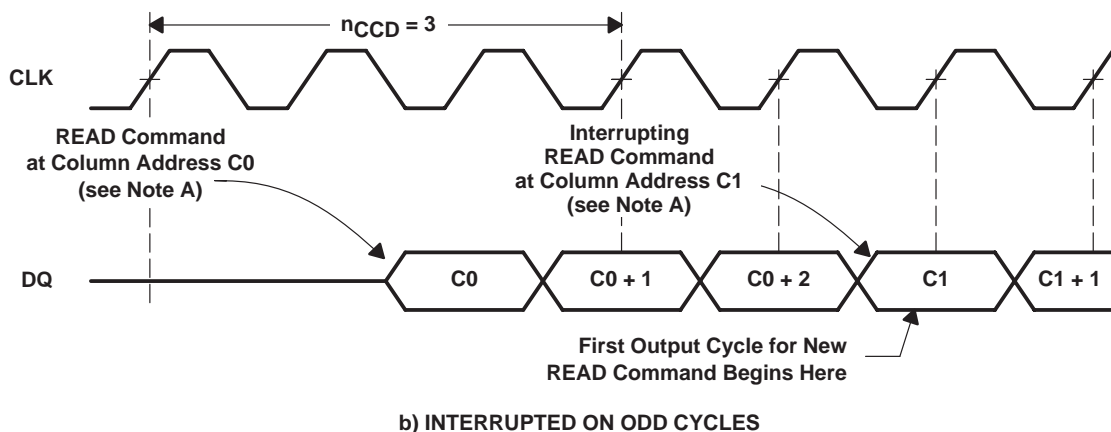 nCCD = 3
CLK
READ Command
at Column Address C0
(see Note A)
Interrupting
READ Command
at Column Address C1
(see Note A)
DQ
C0
C0 + 1
C0 + 2
C1
C1 + 1
First Output Cycle for New
READ Command Begins Here
b) INTERRUPTED ON ODD CYCLES